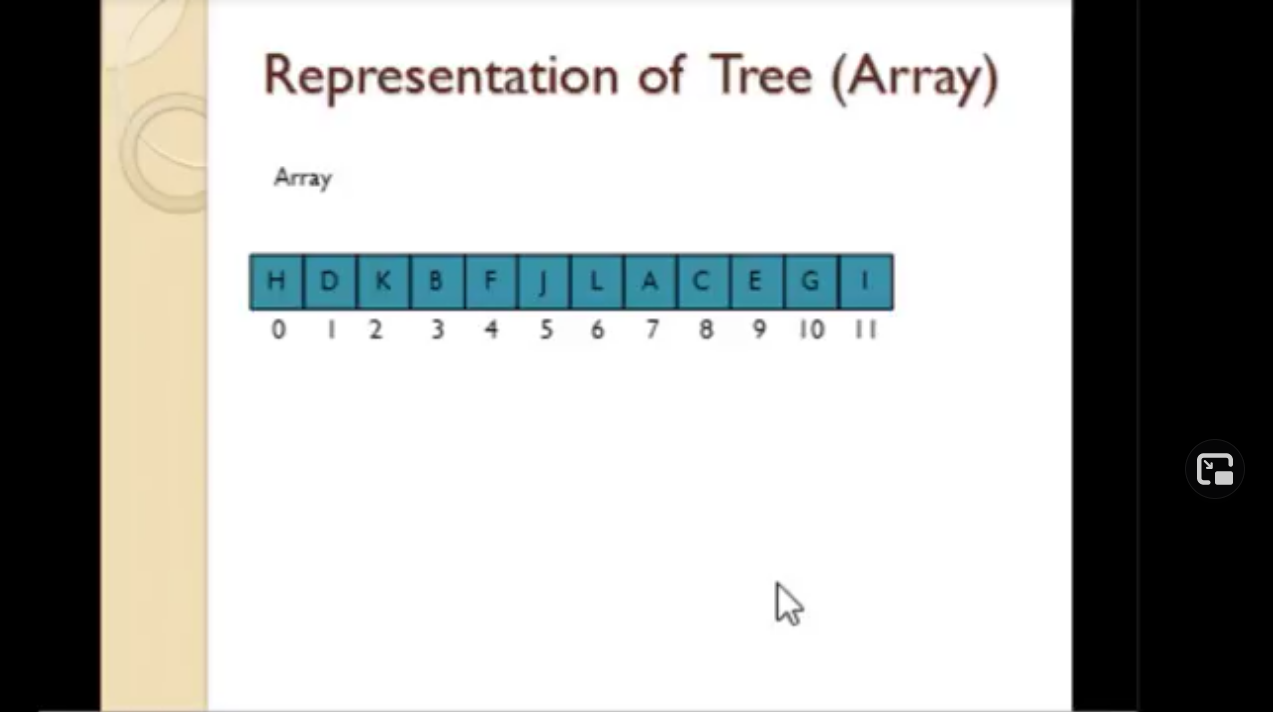 Representation of Tree (Array)
Array
H D K B F J L A C E G I
0 1 2 3 4 5 6 7 8 9 10 11